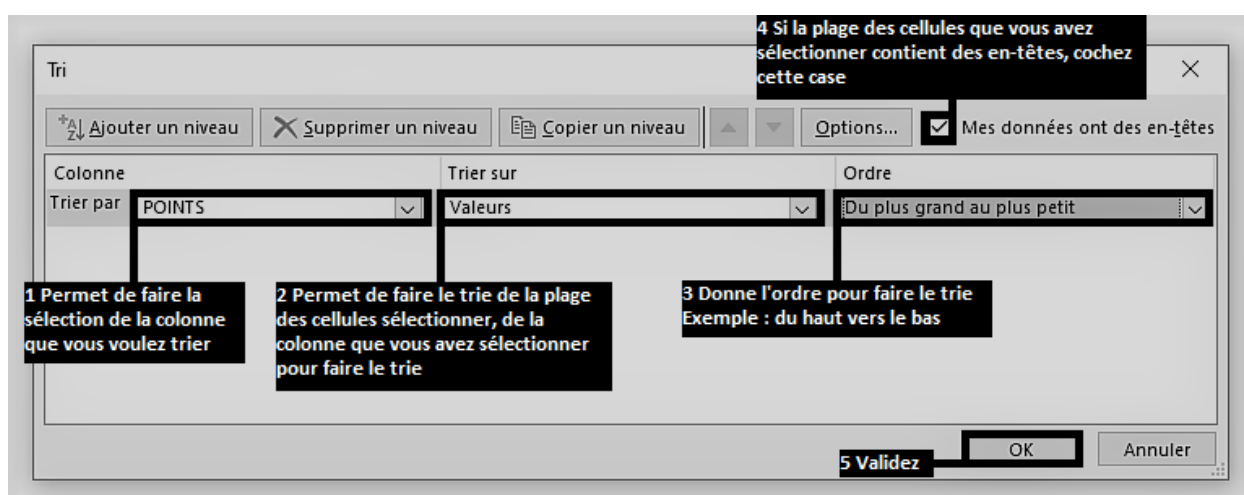 4 Si la plage des cellules que vous avez
sélectionner contient des en-têtes, cochez
cette case
Tri
Ajouter un niveau Supprimer un niveau Copier un niveau Options... Mes données ont des en-têtes
Colonne Trier sur Ordre
Trier par POINTS Valeurs Du plus grand au plus petit
1 Permet de faire la
sélection de la colonne
que vous voulez trier
2 Permet de faire le trie de la plage
des cellules sélectionner, de la
colonne que vous avez sélectionner
pour faire le trie
3 Donne l'ordre pour faire le trie
Exemple : du haut vers le bas
5 Validez
OK Annuler